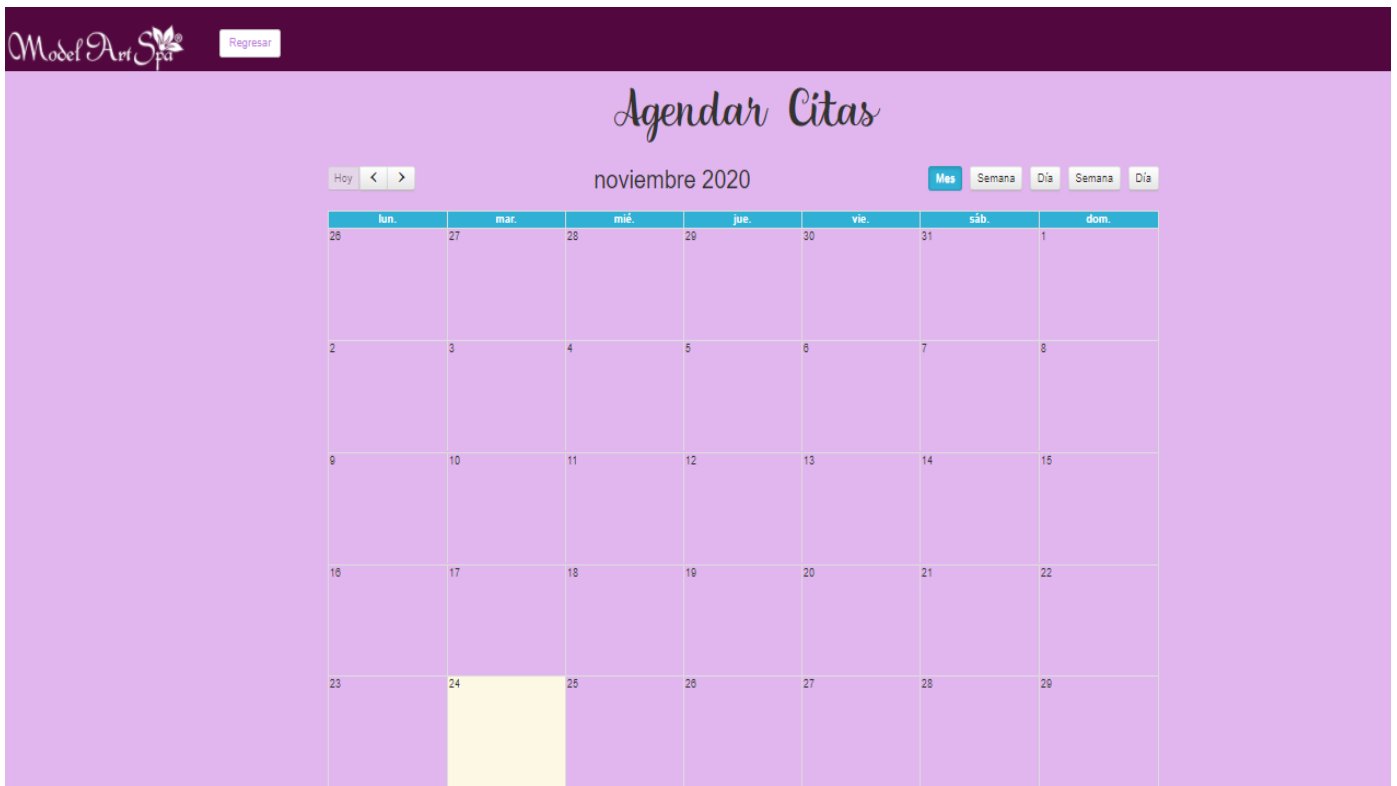 Model Art Spa® Regresar
Agendar Citas
Hoy < > noviembre 2020 Mes Semana Día Semana Día
lun. mar. mié. jue. vie. sáb. dom.
26 27 28 29 30 31 1
2 3 4 5 6 7 8
9 10 11 12 13 14 15
16 17 18 19 20 21 22
23 24 25 26 27 28 29